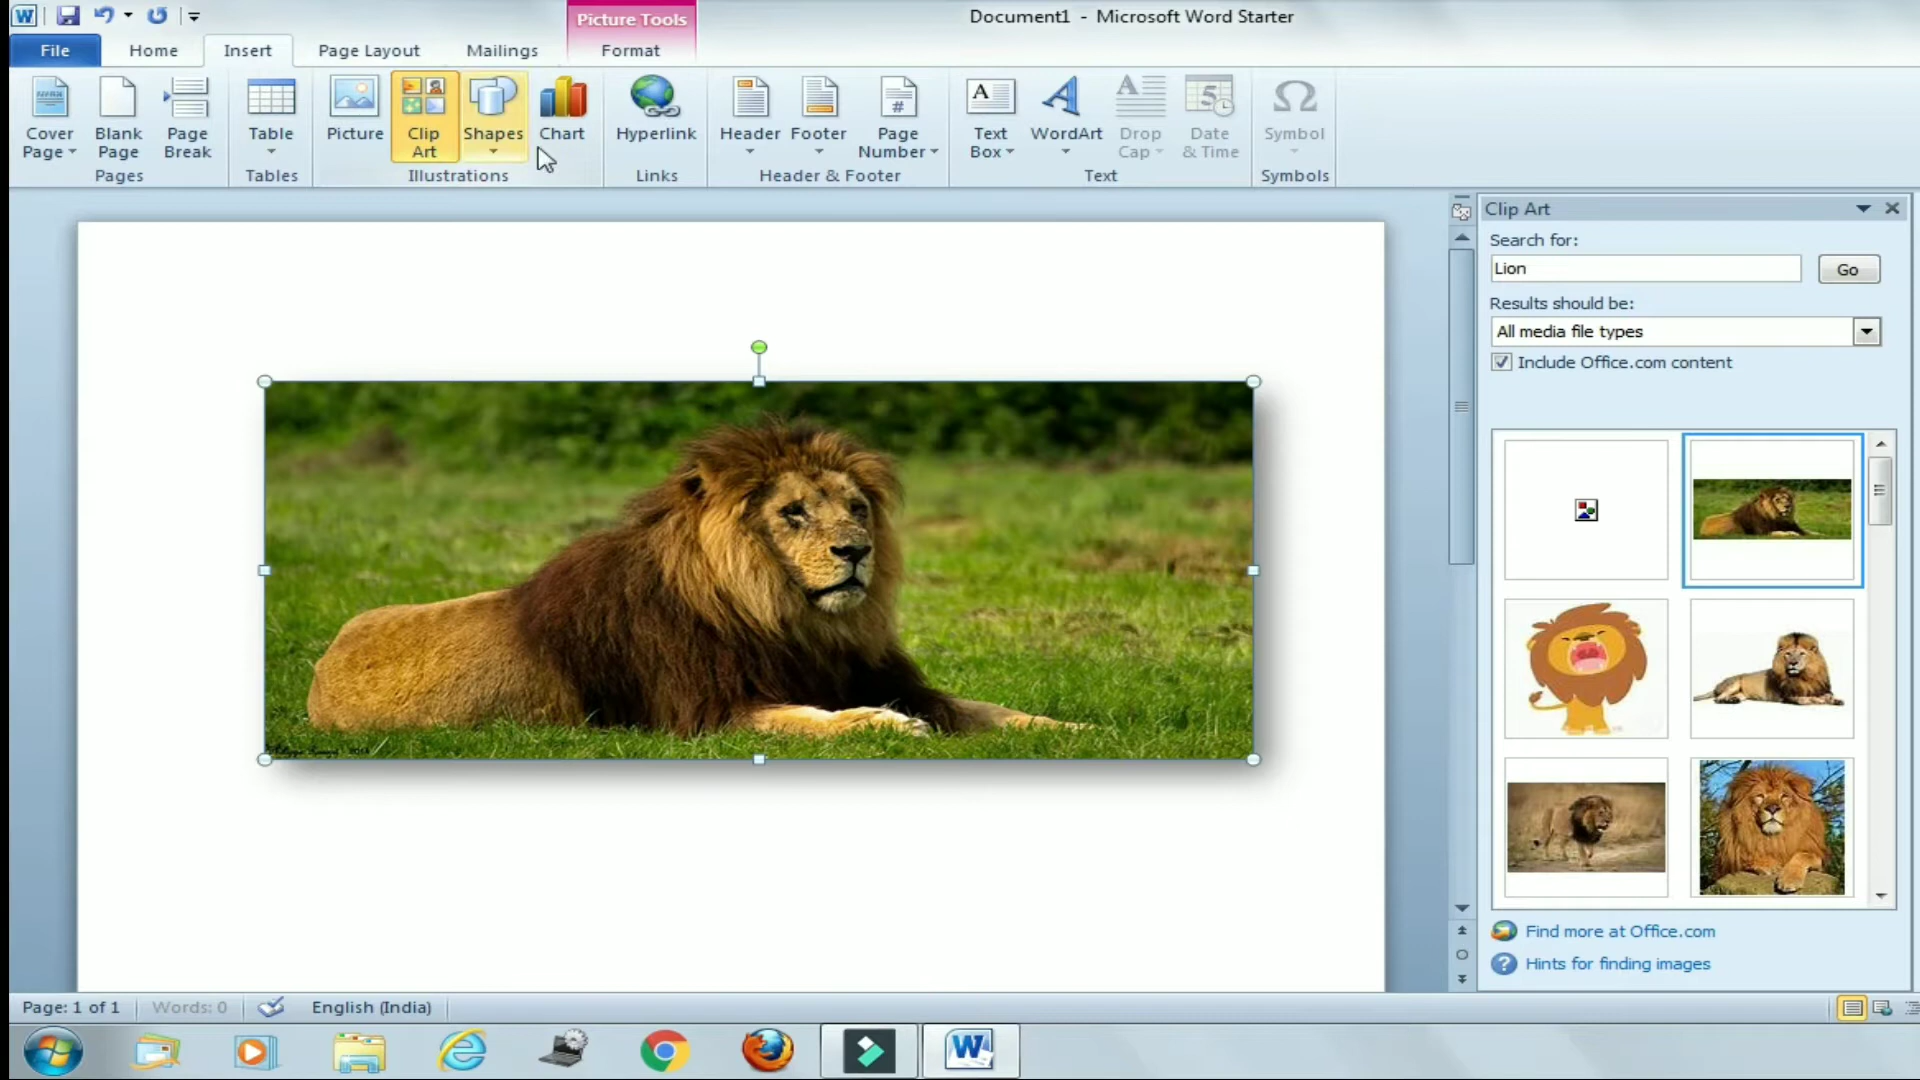 Picture Tools
Document1 - Microsoft Word Starter
File
Home
Insert
Page Layout
Mailings
Format
Cover Page
Blank Page
Page Break
Pages
Table
Tables
Picture
Clip Art
Shapes
Chart
Illustrations
Hyperlink
Links
Header
Footer
Page Number
Header & Footer
Text Box
WordArt
Drop Cap
Date & Time
Text
Symbol
Symbols
Clip Art
Search for:
Lion
Go
Results should be:
All media file types
Include Office.com content
Find more at Office.com
Hints for finding images
Page: 1 of 1
Words: 0
English (India)